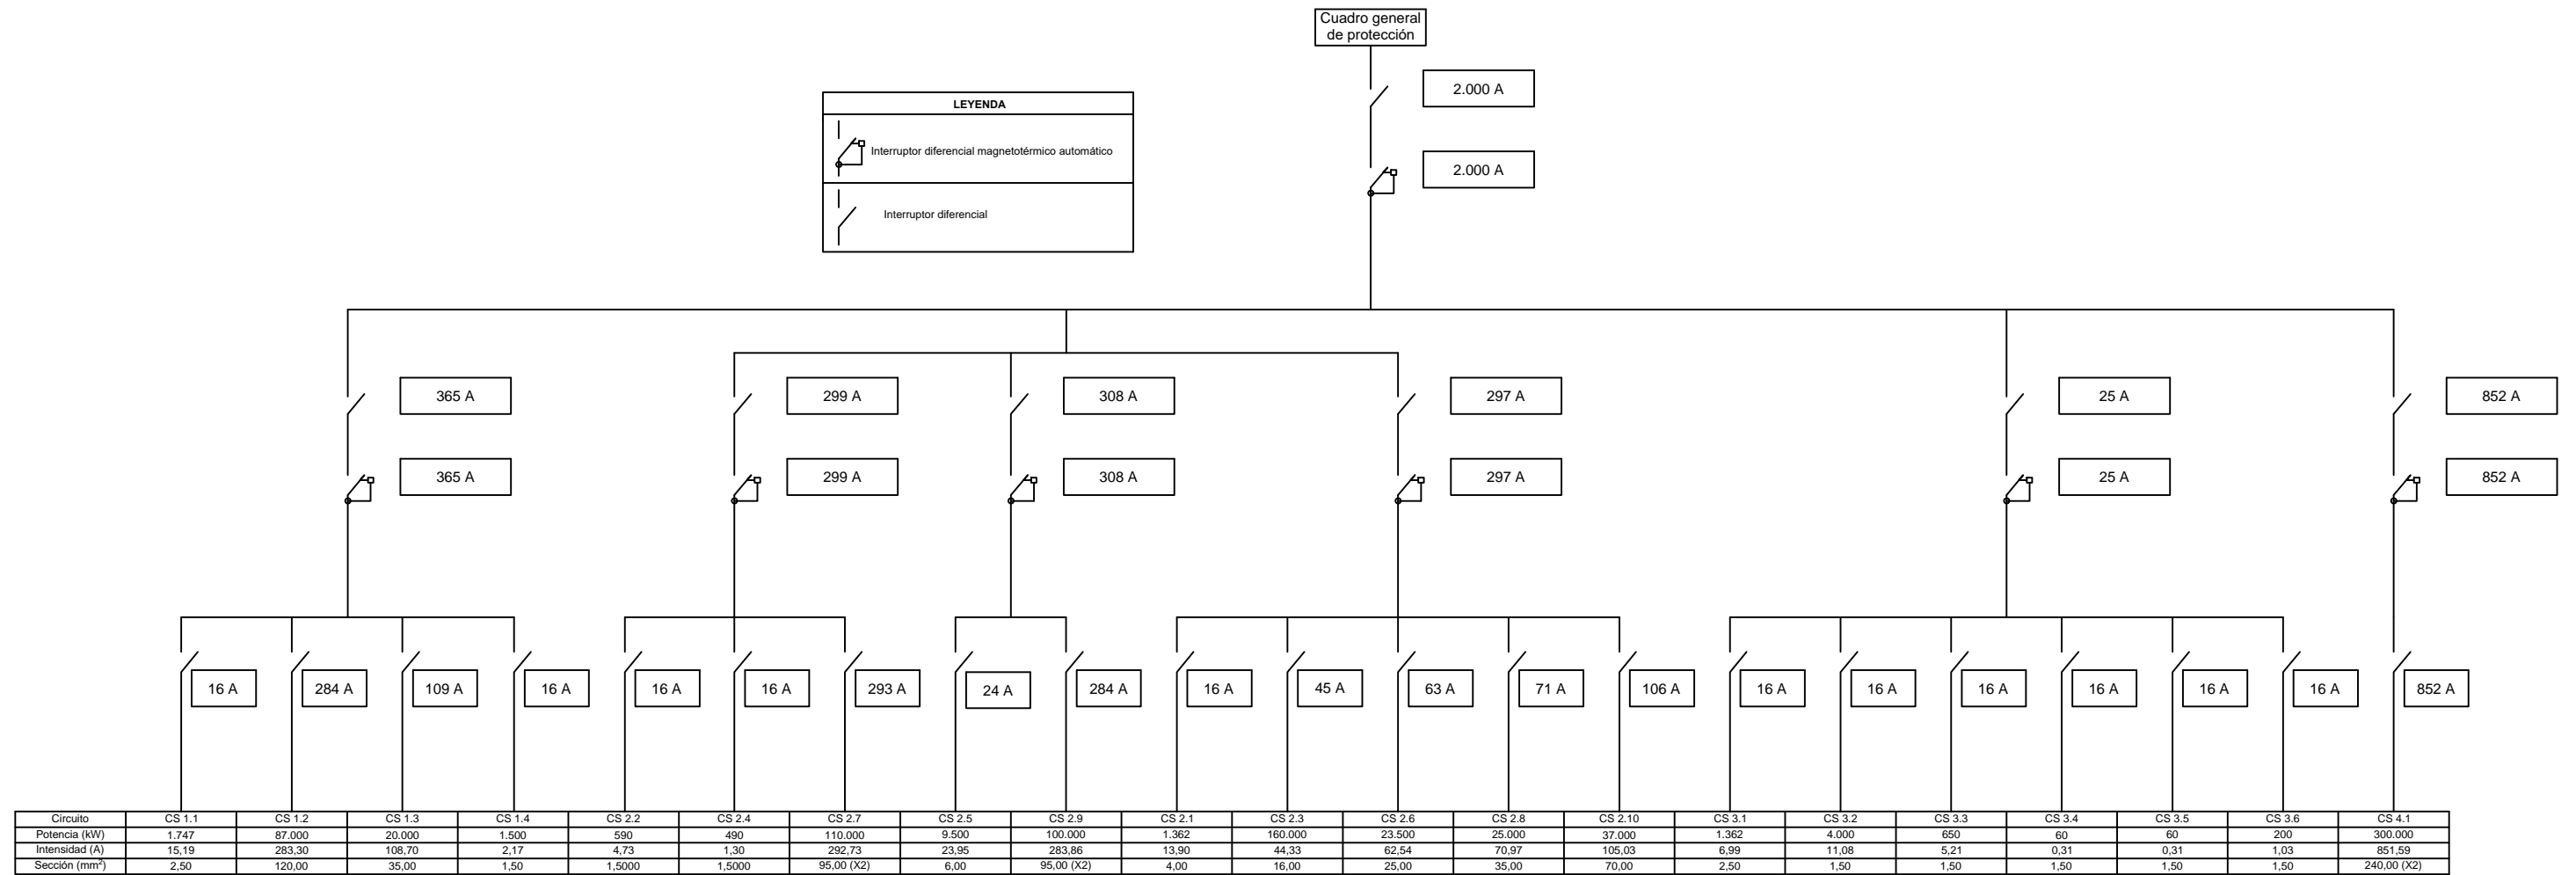 Cuadro general
de protección
2.000 A
LEYENDA
Interruptor diferencial magnetotérmico automático
2.000 A
Interruptor diferencial
365 A
299 A
308 A
297 A
25 A
852 A
365 A
299 A
308 A
297 A
25 A
852 A
16 A
284 A
109 A
16 A
16 A
16 A
293 A
24 A
284 A
16 A
45 A
63 A
71 A
106 A
16 A
16 A
16 A
16 A
16 A
16 A
852 A
Circuito CS 1.1 CS 1.2 CS 1.3 CS 1.4 CS 2.2 CS 2.4 CS 2.7 CS 2.5 CS 2.9 CS 2.1 CS 2.3 CS 2.6 CS 2.8 CS 2.10 CS 3.1 CS 3.2 CS 3.3 CS 3.4 CS 3.5 CS 3.6 CS 4.1
Potencia (kW) 1.747 87.000 20.000 1.500 590 490 110.000 9.500 100.000 1.362 160.000 23.500 25.000 37.000 1.362 4.000 650 60 60 200 300.000
Intensidad (A) 15,19 283,30 108,70 2,17 4,73 1,30 292,73 23,95 283,86 13,90 44,33 62,54 70,97 105,03 6,99 11,08 5,21 0,31 0,31 1,03 851,59
Sección (mm²) 2,50 120,00 35,00 1,50 1,5000 1,5000 95,00 (X2) 6,00 95,00 (X2) 4,00 16,00 25,00 35,00 70,00 2,50 1,50 1,50 1,50 1,50 1,50 240,00 (X2)